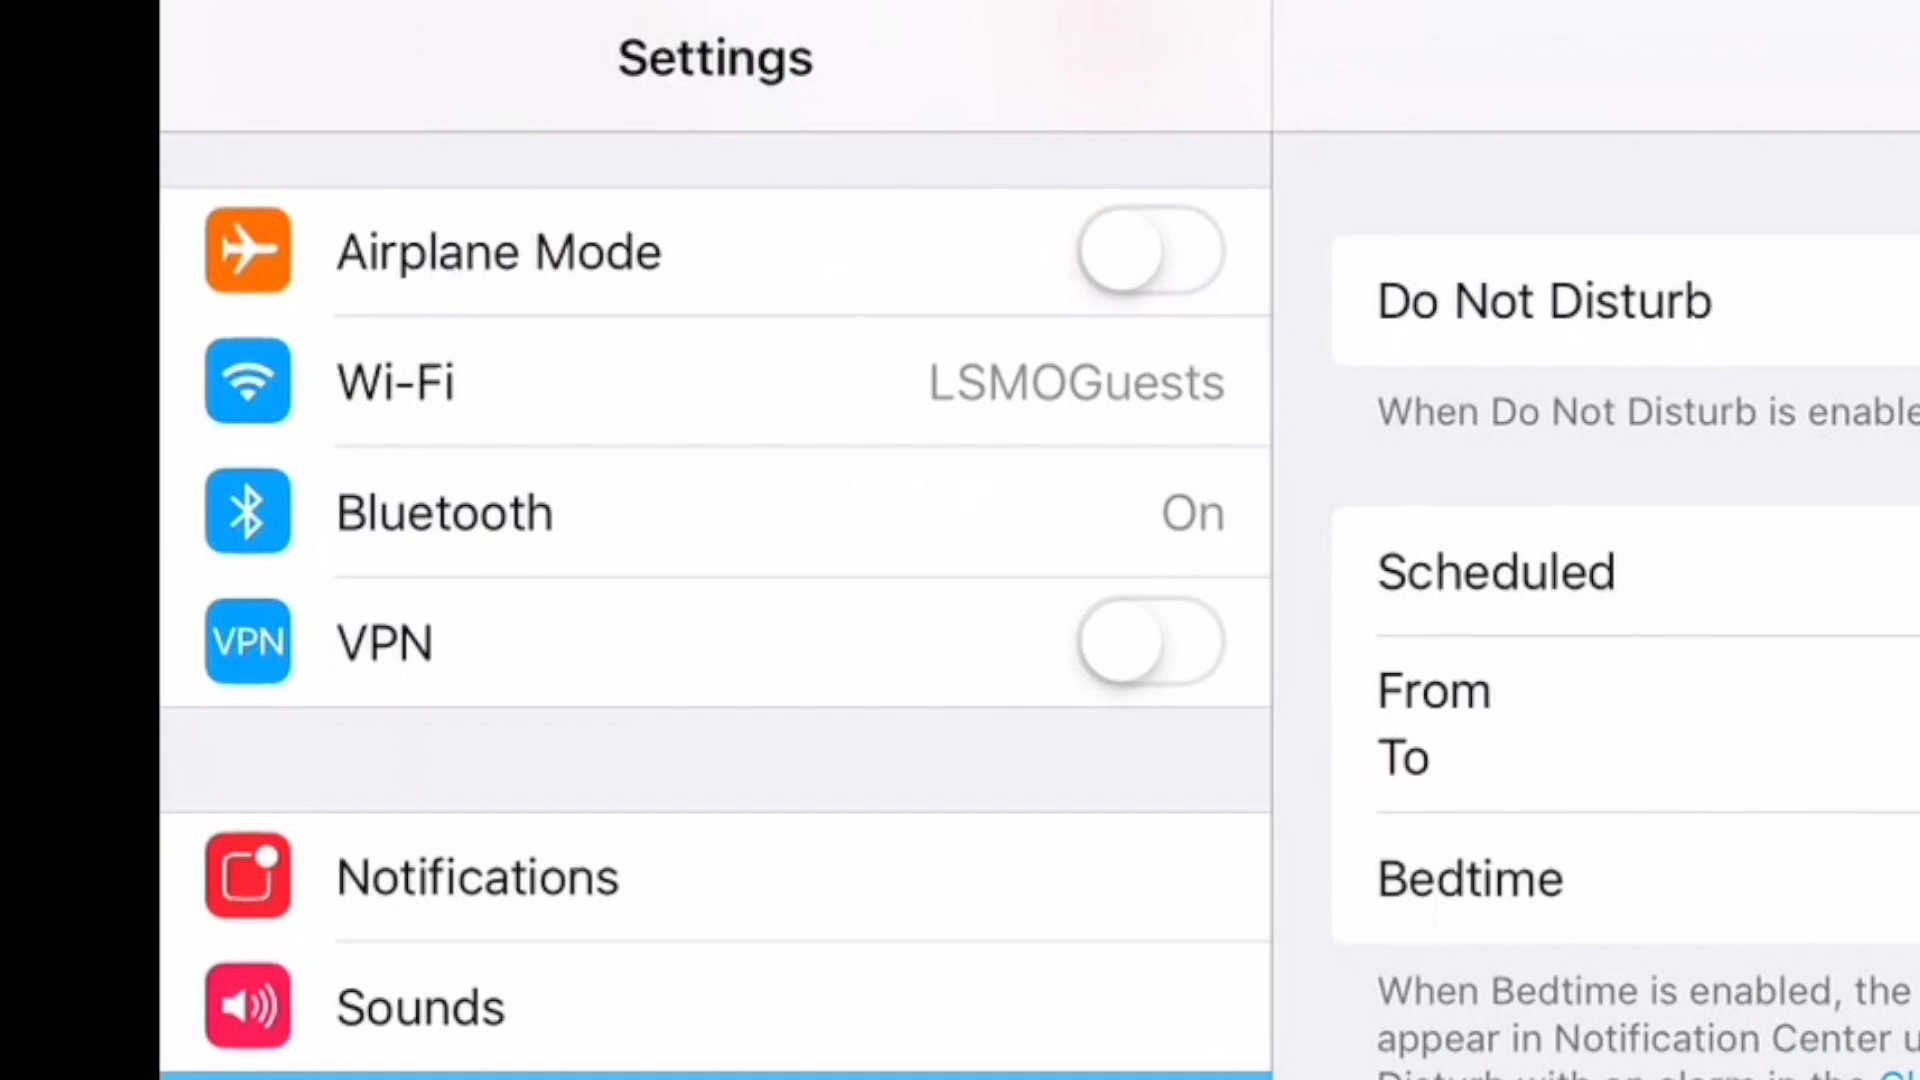 Settings
Airplane Mode
Wi-Fi LSMOGuests
Bluetooth On
VPN VPN
Notifications
Sounds
Do Not Disturb
When Do Not Disturb is
Scheduled
From
To
Bedtime
When Bedtime is enabled, the
appear in Notification Center